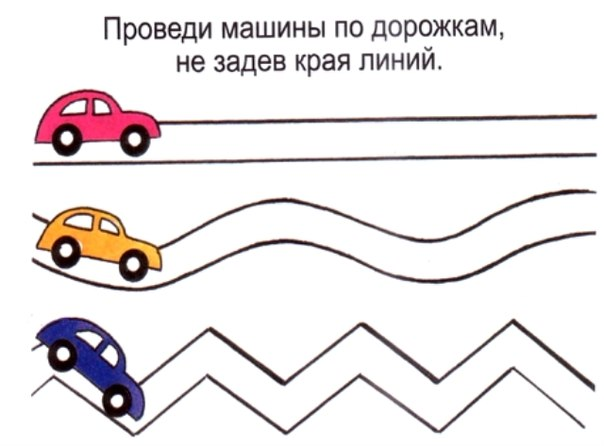 Проведи машины по дорожкам,
не задев края линий.